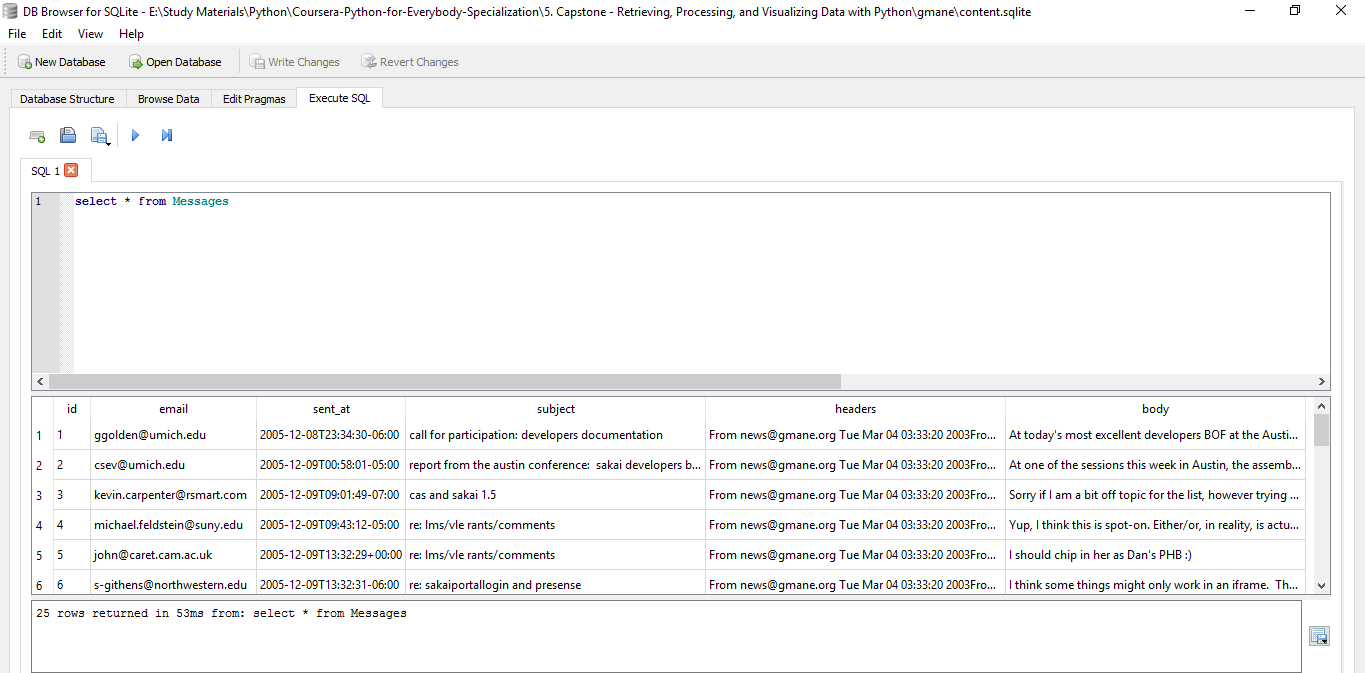 DB Browser for SQLite - E:\Study Materials\Python\Coursera-Python-for-Everybody-Specialization\5. Capstone - Retrieving, Processing, and Visualizing Data with Python\gmane\content.sqlite
File Edit View Help
New Database Open Database Write Changes Revert Changes
Database Structure Browse Data Edit Pragmas Execute SQL
SQL 1
1 select * from Messages
id email sent_at subject headers body
1 1 ggolden@umich.edu 2005-12-08T23:34:30-06:00 call for participation: developers documentation From news@gmane.org Tue Mar 04 03:33:20 2003Fro... At today's most excellent developers BOF at the Austi...
2 2 csev@umich.edu 2005-12-09T00:58:01-05:00 report from the austin conference:  sakai developers b... From news@gmane.org Tue Mar 04 03:33:20 2003Fro... At one of the sessions this week in Austin, the assemb...
3 3 kevin.carpenter@rsmart.com 2005-12-09T09:01:49-07:00 cas and sakai 1.5 From news@gmane.org Tue Mar 04 03:33:20 2003Fro... Sorry if I am a bit off topic for the list, however trying ...
4 4 michael.feldstein@suny.edu 2005-12-09T09:43:12-05:00 re: lms/vle rants/comments From news@gmane.org Tue Mar 04 03:33:20 2003Fro... Yup, I think this is spot-on. Either/or, in reality, is actu...
5 5 john@caret.cam.ac.uk 2005-12-09T13:32:29+00:00 re: lms/vle rants/comments From news@gmane.org Tue Mar 04 03:33:20 2003Fro... I should chip in her as Dan's PHB :)
6 6 s-githens@northwestern.edu 2005-12-09T13:32:31-06:00 re: sakaiportallogin and presense From news@gmane.org Tue Mar 04 03:33:20 2003Fro... I think some things might only work in an iframe.  Th...
25 rows returned in 53ms from: select * from Messages